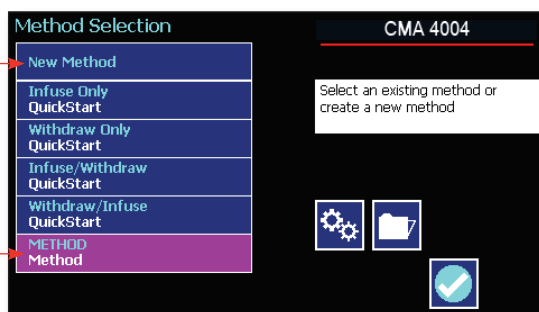 Method Selection
CMA 4004
New Method
Infuse Only
QuickStart
Withdraw Only
QuickStart
Infuse/Withdraw
QuickStart
Withdraw/Infuse
QuickStart
METHOD
Method
Select an existing method or
create a new method